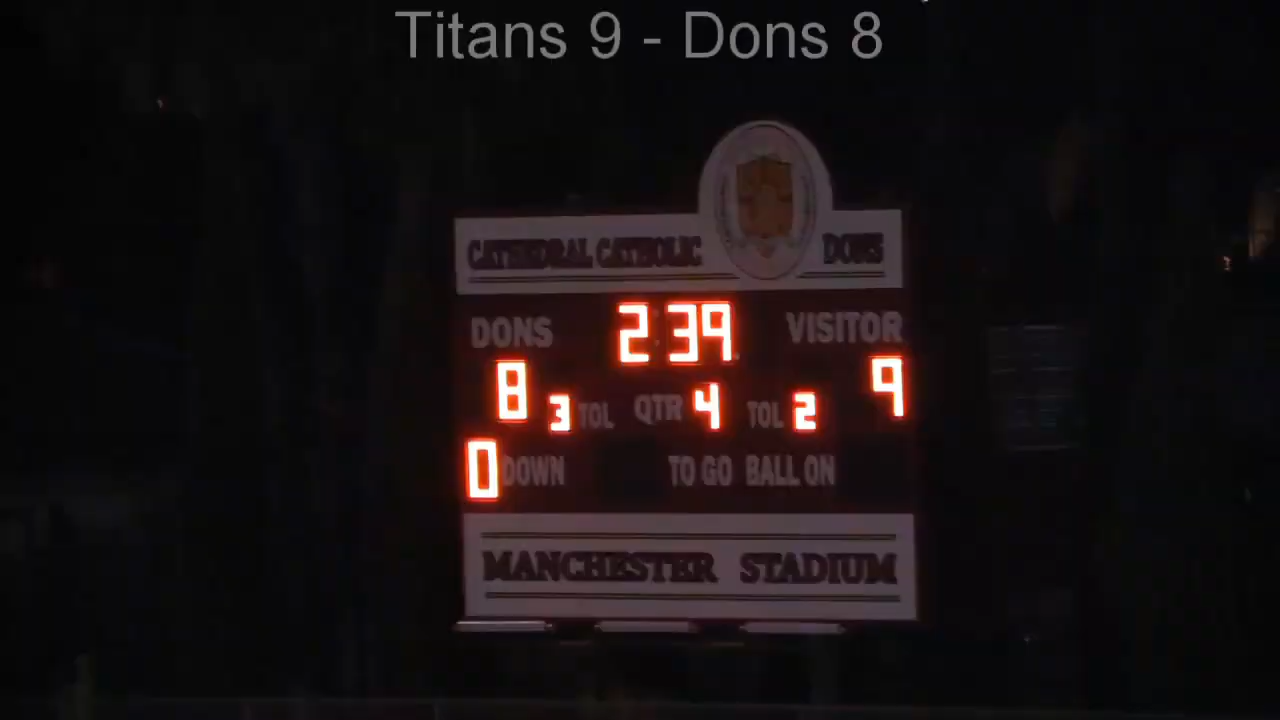 Titans 9 - Dons 8
CATHEDRAL CATHOLIC DONS
DONS 2:39 VISITOR
8 3 TOL QTR 4 TOL 2 9
0 DOWN TO GO BALL ON
MANCHESTER STADIUM